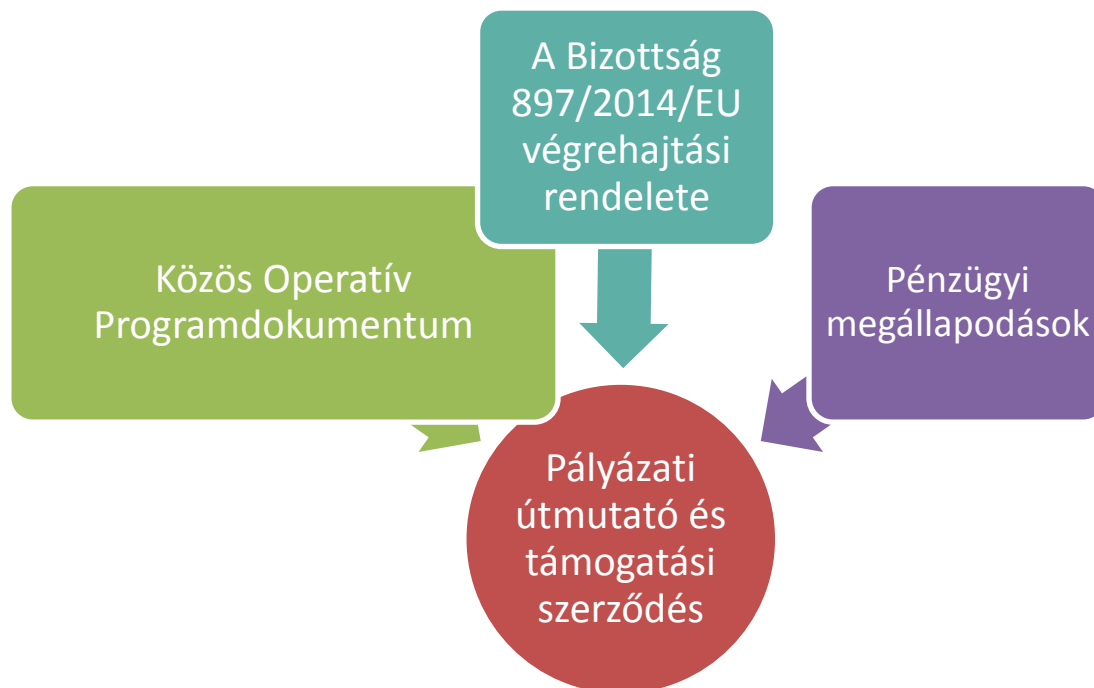 A Bizottság
897/2014/EU
végrehajtási
rendelete
Közös Operatív
Programdokumentum
Pénzügyi
megállapodások
Pályázati
útmutató és
támogatási
szerződés